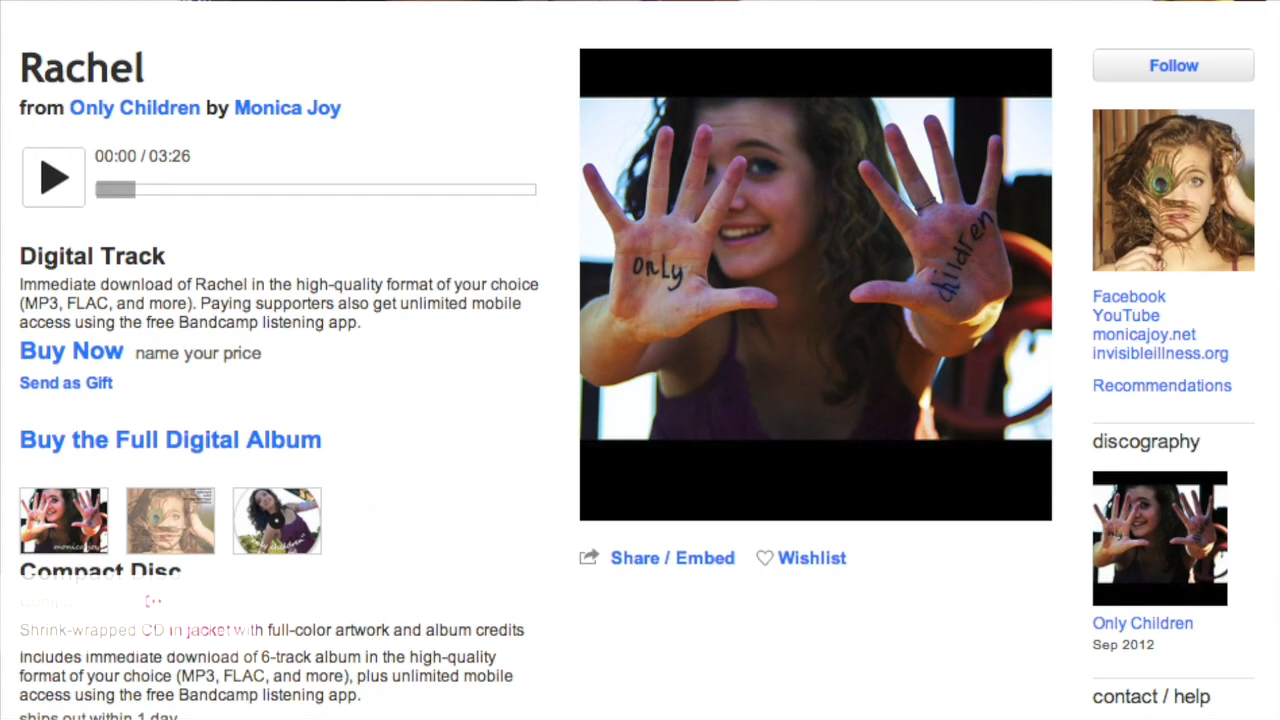 Rachel
from Only Children by Monica Joy
00:00 / 03:26
Digital Track
Immediate download of Rachel in the high-quality format of your choice
(MP3, FLAC, and more). Paying supporters also get unlimited mobile
access using the free Bandcamp listening app.
Buy Now name your price
Send as Gift
Buy the Full Digital Album
Compact Disc
Shrink-wrapped CD in jacket with full-color artwork and album credits
Includes immediate download of 6-track album in the high-quality
format of your choice (MP3, FLAC, and more), plus unlimited mobile
access using the free Bandcamp listening app.
ships out within 1 day
only
children
Share / Embed
Wishlist
Follow
Facebook
YouTube
monicajoy.net
invisibleillness.org
Recommendations
discography
Only Children
Sep 2012
contact / help